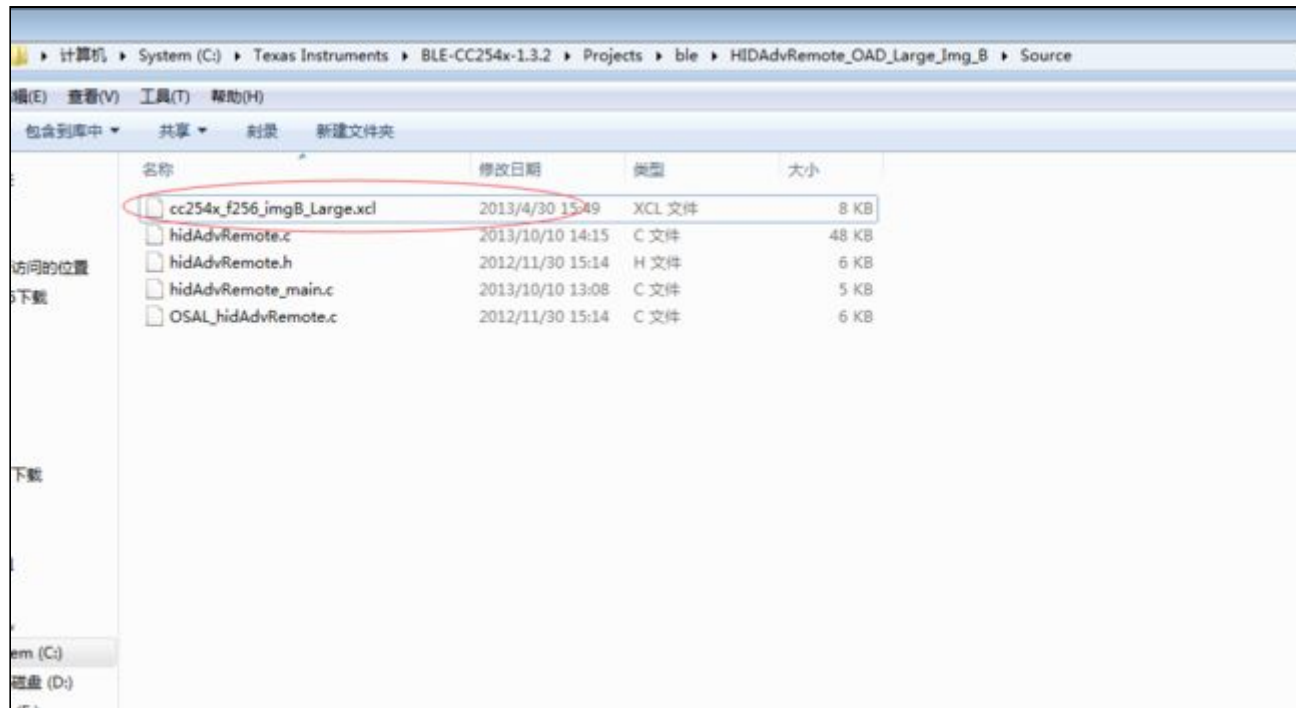 计算机 ▸ System (C:) ▸ Texas Instruments ▸ BLE-CC254x-1.3.2 ▸ Projects ▸ ble ▸ HIDAdvRemote_OAD_Large_Img_B ▸ Source
辑(E) 查看(V) 工具(T) 帮助(H)
包含到库中 共享 刻录 新建文件夹
名称 修改日期 类型 大小
cc254x_f256_imgB_Large.xcl 2013/4/30 15:49 XCL 文件 8 KB
hidAdvRemote.c 2013/10/10 14:15 C 文件 48 KB
hidAdvRemote.h 2012/11/30 15:14 H 文件 6 KB
访问的位置
hidAdvRemote_main.c 2013/10/10 13:08 C 文件 5 KB
下载
OSAL_hidAdvRemote.c 2012/11/30 15:14 C 文件 6 KB
下载
em (C:)
磁盘 (D:)